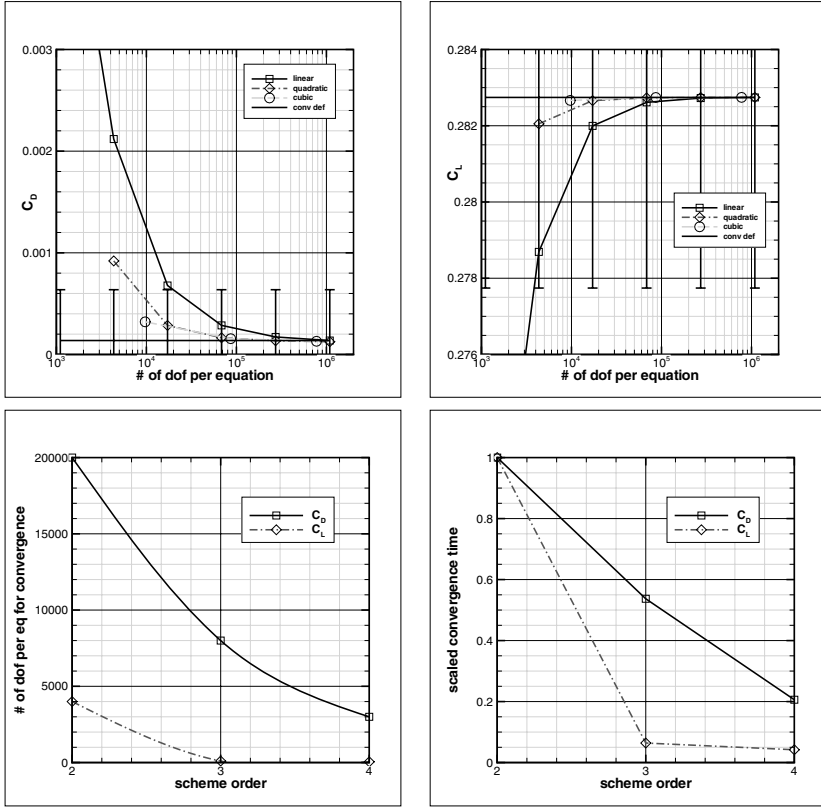 0.003
0.002
0.001
0
C_D
10^3
10^4
10^5
10^6
# of dof per equation
linear
quadratic
cubic
conv def
0.284
0.282
0.28
0.278
0.276
C_L
10^3
10^4
10^5
10^6
# of dof per equation
linear
quadratic
cubic
conv def
20000
15000
10000
5000
0
# of dof per eq for convergence
2
3
4
scheme order
C_D
C_L
1
0.8
0.6
0.4
0.2
0
scaled convergence time
2
3
4
scheme order
C_D
C_L